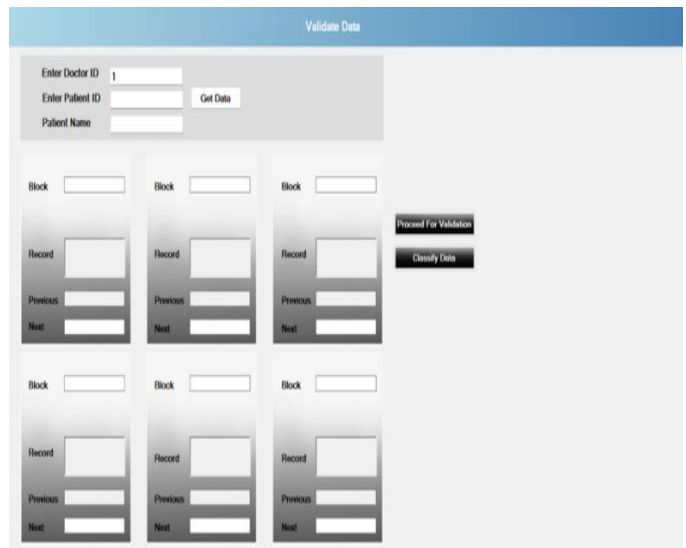 Validate Data
Enter Doctor ID 1
Enter Patient ID Get Data
Patient Name
Block Block Block
Proceed For Validation
Record Record Record
Classify Data
Previous Previous Previous
Next Next Next
Block Block Block
Record Record Record
Previous Previous Previous
Next Next Next